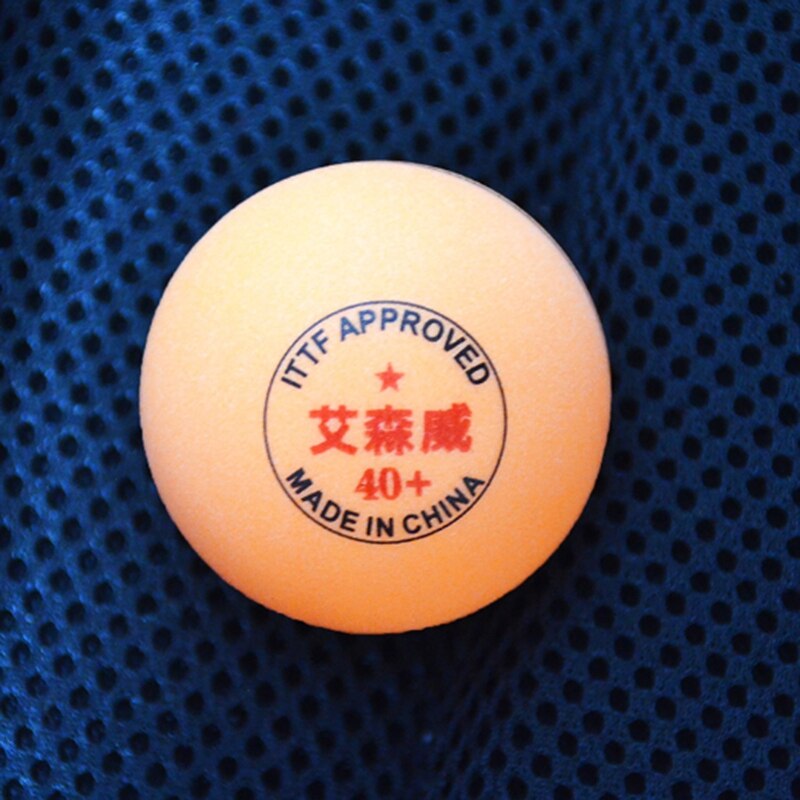 ITTF APPROVED
艾森威
40+
MADE IN CHINA